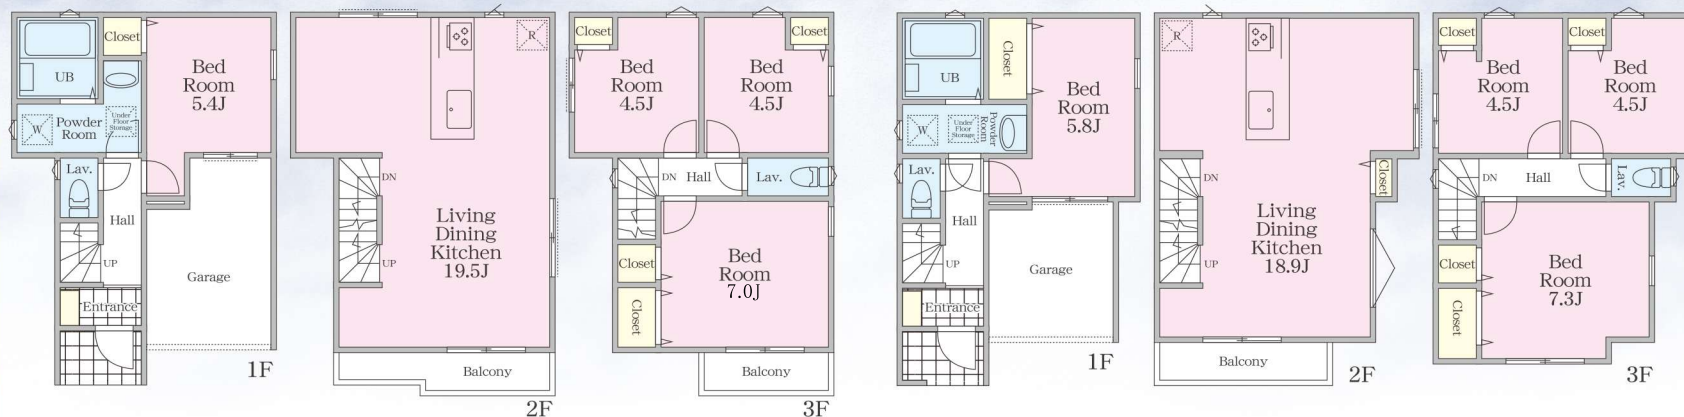 UB
Closet
Bed
Room
5.4J
W
Powder
Room
Under
Floor
Storage
Lav.
Hall
UP
Garage
Entrance
1F
R
DN
Living
Dining
Kitchen
19.5J
UP
Balcony
2F
Closet
Closet
Bed
Room
4.5J
Bed
Room
4.5J
DN
Hall
Lav.
Closet
Closet
Bed
Room
7.0J
Balcony
3F
UB
Closet
Bed
Room
5.8J
W
Under
Floor
Storage
Powder
Room
Lav.
Hall
UP
Garage
Entrance
1F
R
DN
Closet
Living
Dining
Kitchen
18.9J
UP
Balcony
2F
Closet
Closet
Bed
Room
4.5J
Bed
Room
4.5J
DN
Hall
Lav.
Closet
Closet
Bed
Room
7.3J
3F